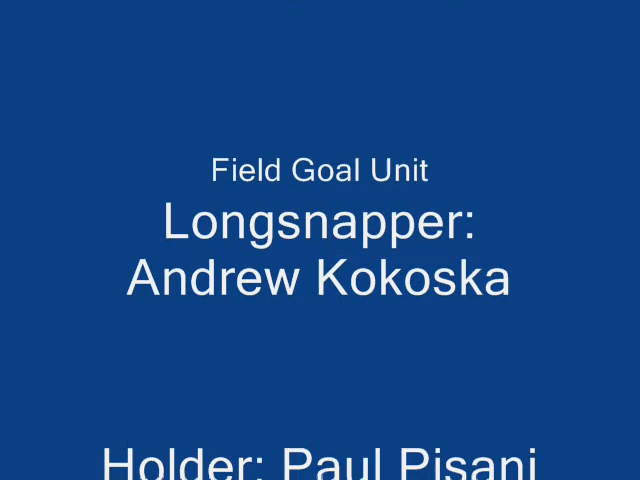 Field Goal Unit
Longsnapper:
Andrew Kokoska
Holder: Paul Pisani